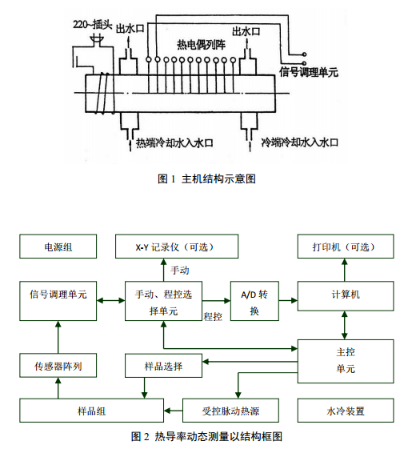 220~插头
出水口
热电偶列阵
出水口
信号调理单元
热端冷却水入水口
冷端冷却水入水口
图 1 主机结构示意图
电源组
X-Y 记录仪（可选）
打印机（可选）
手动
信号调理单元
手动、程控选
择单元
程控
A/D 转
换
计算机
传感器阵列
样品选择
主控
单元
样品组
受控脉动热源
水冷装置
图 2 热导率动态测量以结构框图